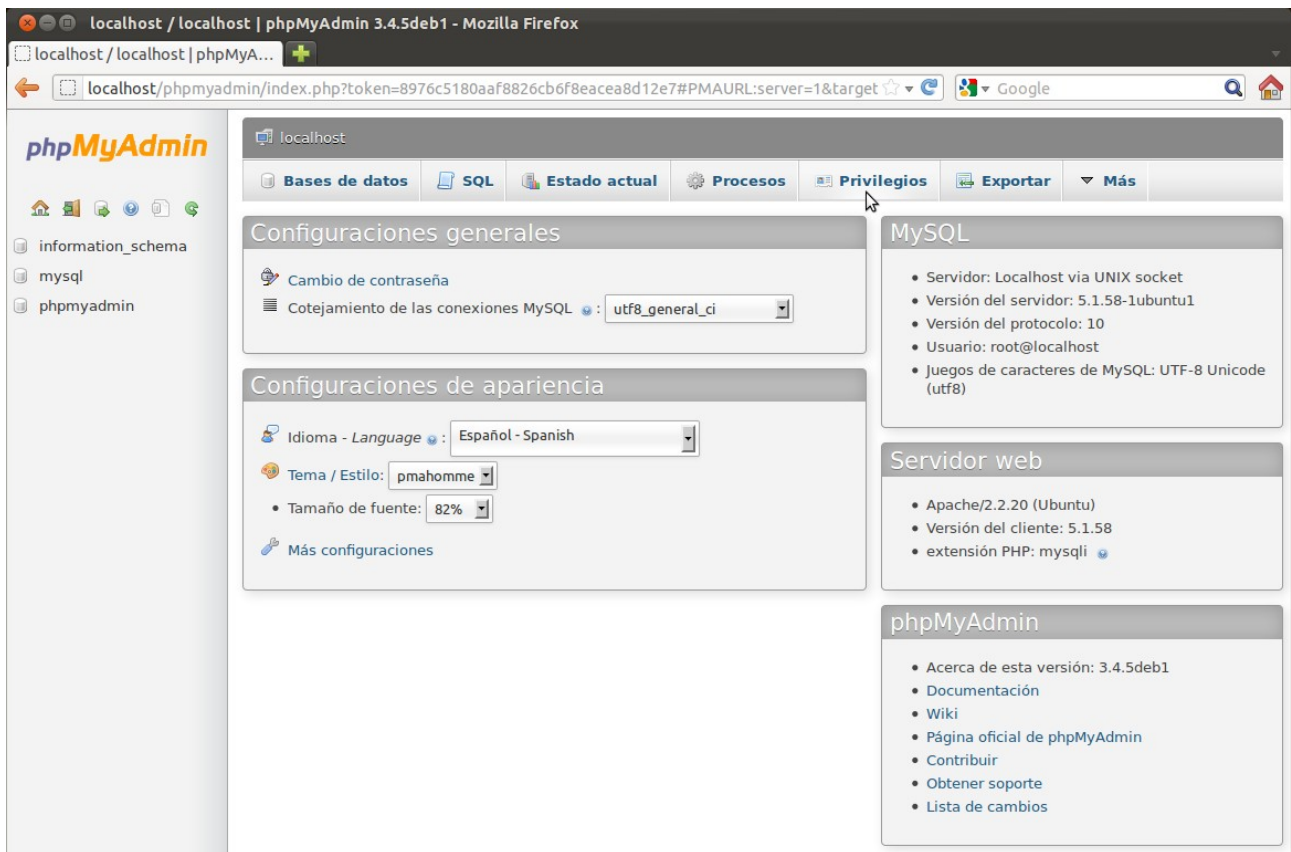 localhost / localhost | phpMyAdmin 3.4.5deb1 - Mozilla Firefox
localhost / localhost | phpMyA...
localhost/phpmyadmin/index.php?token=8976c5180aaf8826cb6f8eacea8d12e7#PMAURL:server=1&target
Google
phpMyAdmin
information_schema
mysql
phpmyadmin
localhost
Bases de datos SQL Estado actual Procesos Privilegios Exportar Más
Configuraciones generales
Cambio de contraseña
Cotejamiento de las conexiones MySQL : utf8_general_ci
Configuraciones de apariencia
Idioma - Language : Español - Spanish
Tema / Estilo: pmahomme
• Tamaño de fuente: 82%
Más configuraciones
MySQL
• Servidor: Localhost via UNIX socket
• Versión del servidor: 5.1.58-1ubuntu1
• Versión del protocolo: 10
• Usuario: root@localhost
• Juegos de caracteres de MySQL: UTF-8 Unicode
(utf8)
Servidor web
• Apache/2.2.20 (Ubuntu)
• Versión del cliente: 5.1.58
• extensión PHP: mysqli
phpMyAdmin
• Acerca de esta versión: 3.4.5deb1
• Documentación
• Wiki
• Página oficial de phpMyAdmin
• Contribuir
• Obtener soporte
• Lista de cambios